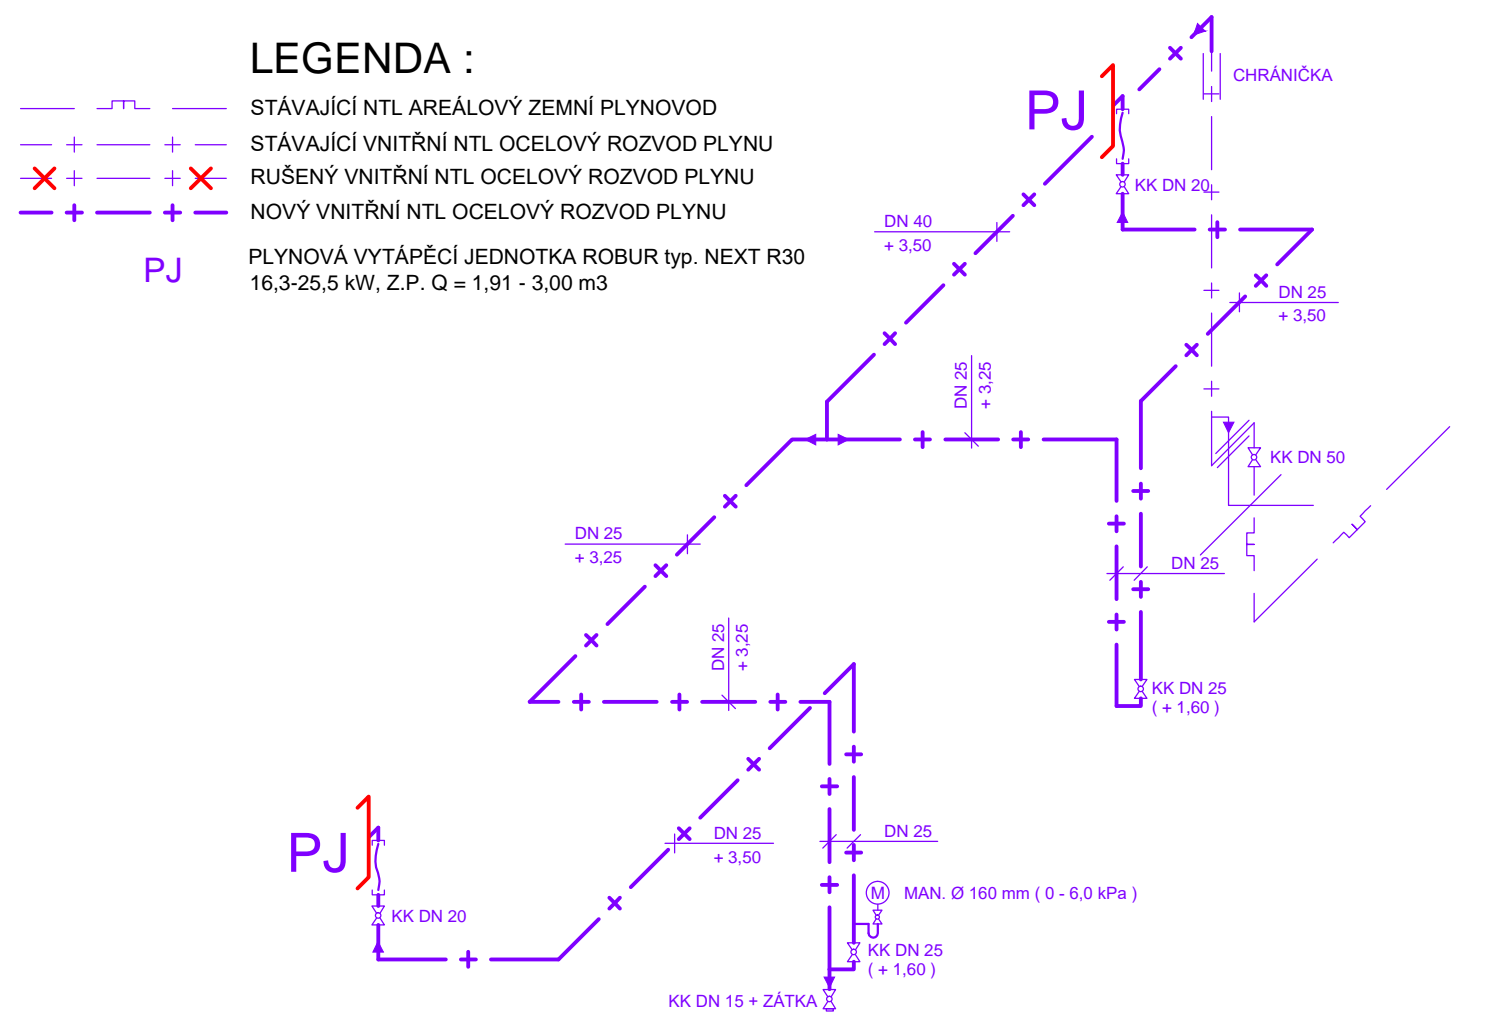 LEGENDA :
STÁVAJÍCÍ NTL AREÁLOVÝ ZEMNÍ PLYNOVOD
STÁVAJÍCÍ VNITŘNÍ NTL OCELOVÝ ROZVOD PLYNU
RUŠENÝ VNITŘNÍ NTL OCELOVÝ ROZVOD PLYNU
NOVÝ VNITŘNÍ NTL OCELOVÝ ROZVOD PLYNU
PJ
PLYNOVÁ VYTÁPĚCÍ JEDNOTKA ROBUR typ. NEXT R30
16,3-25,5 kW, Z.P. Q = 1,91 - 3,00 m3
CHRÁNIČKA
PJ
KK DN 20
DN 40
+ 3,50
DN 25
+ 3,50
DN 25
+ 3,25
KK DN 50
DN 25
+ 3,25
DN 25
DN 25
+ 3,25
KK DN 25
( + 1,60 )
PJ
DN 25
+ 3,50
DN 25
M
MAN. Ø 160 mm ( 0 - 6,0 kPa )
KK DN 20
KK DN 25
( + 1,60 )
KK DN 15 + ZÁTKA